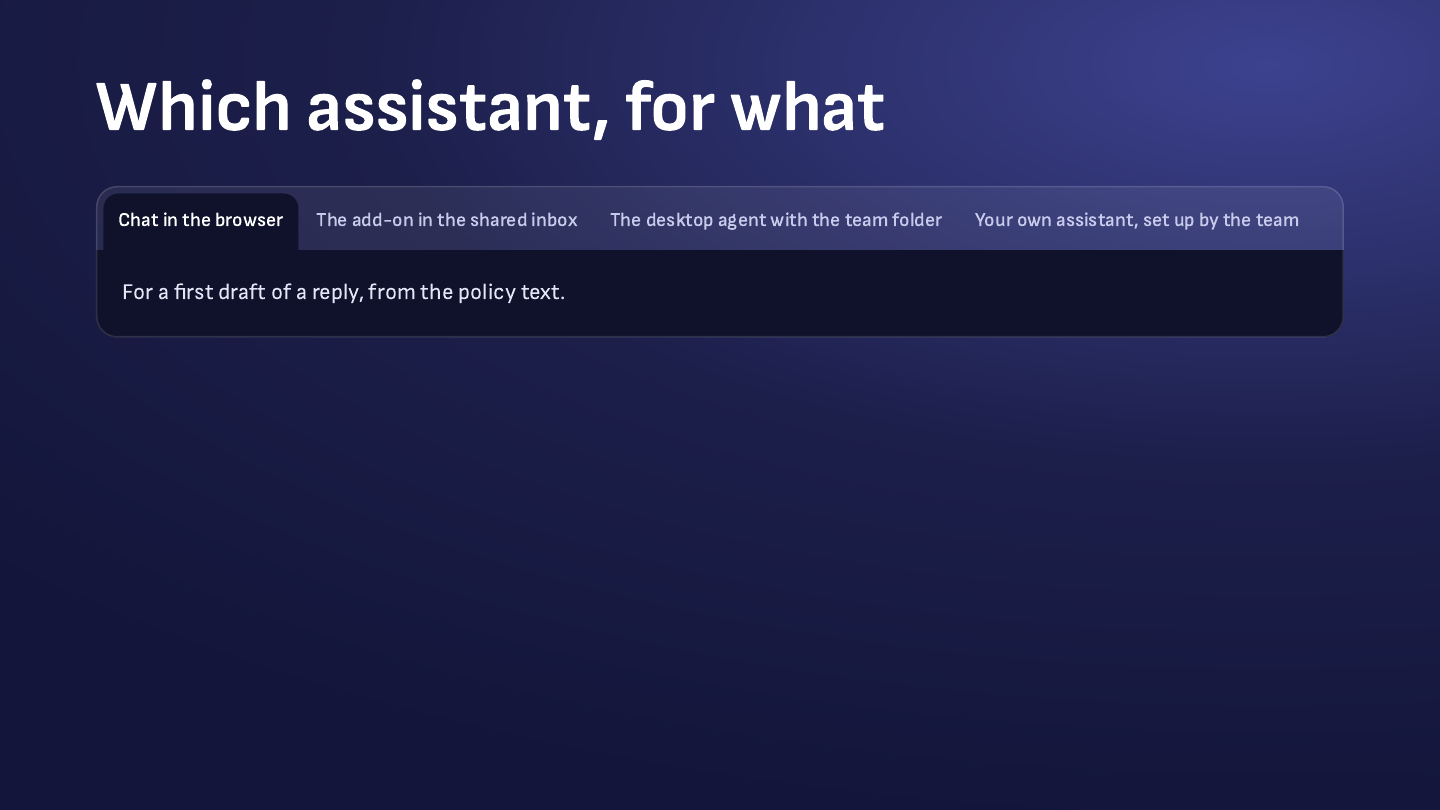 Which assistant, for what
Chat in the browser
The add-on in the shared inbox
The desktop agent with the team folder
Your own assistant, set up by the team
For a first draft of a reply, from the policy text.